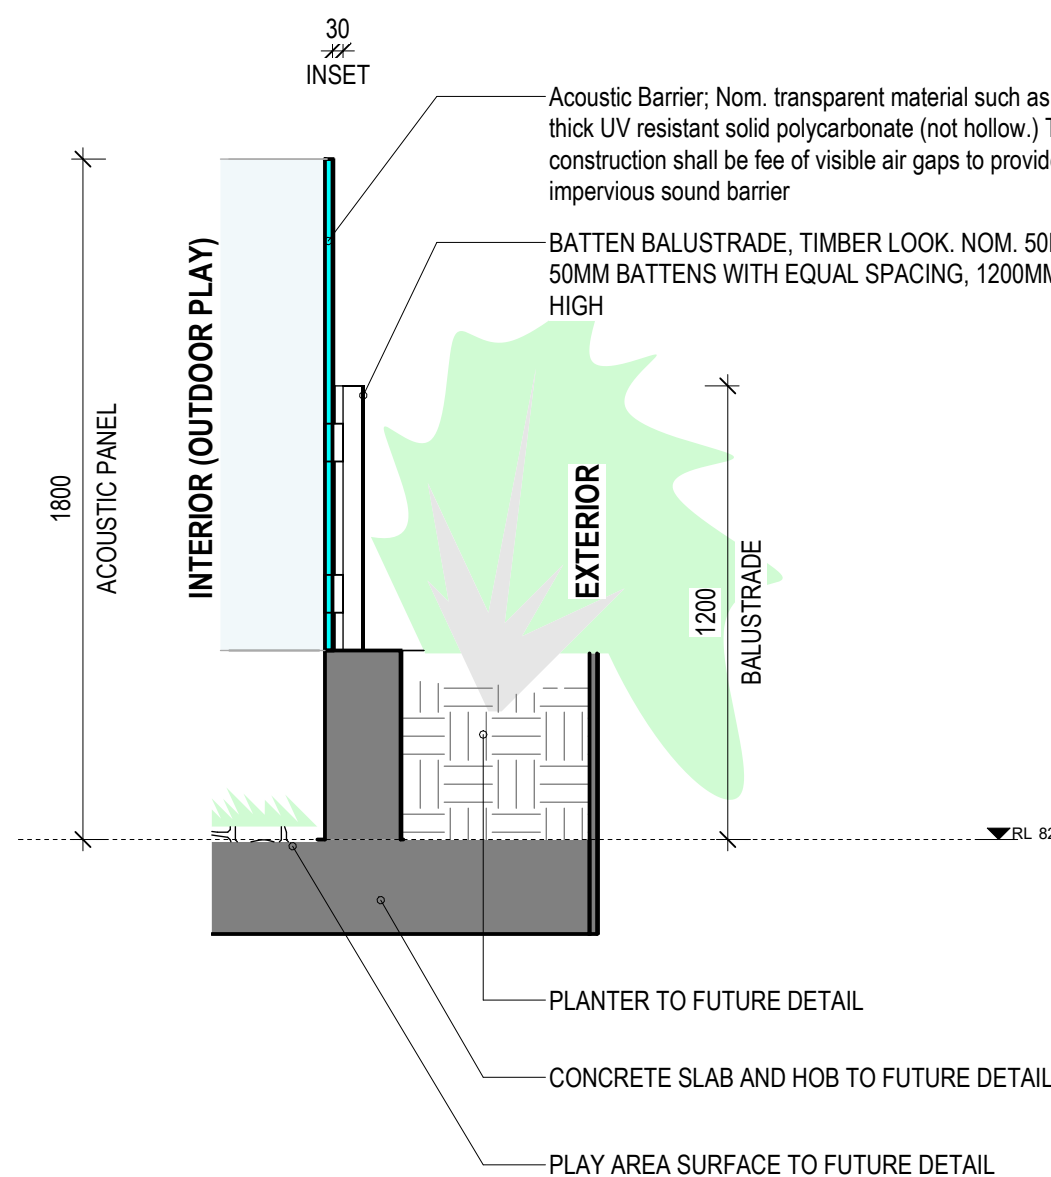 30
INSET
Acoustic Barrier; Nom. transparent material such as
thick UV resistant solid polycarbonate (not hollow.)
construction shall be fee of visible air gaps to provide
impervious sound barrier
BATTEN BALUSTRADE, TIMBER LOOK. NOM.
50MM BATTENS WITH EQUAL SPACING, 1200MM
HIGH
1800
ACOUSTIC PANEL
INTERIOR (OUTDOOR PLAY)
EXTERIOR
1200
BALUSTRADE
RL 82
PLANTER TO FUTURE DETAIL
CONCRETE SLAB AND HOB TO FUTURE DETAIL
PLAY AREA SURFACE TO FUTURE DETAIL